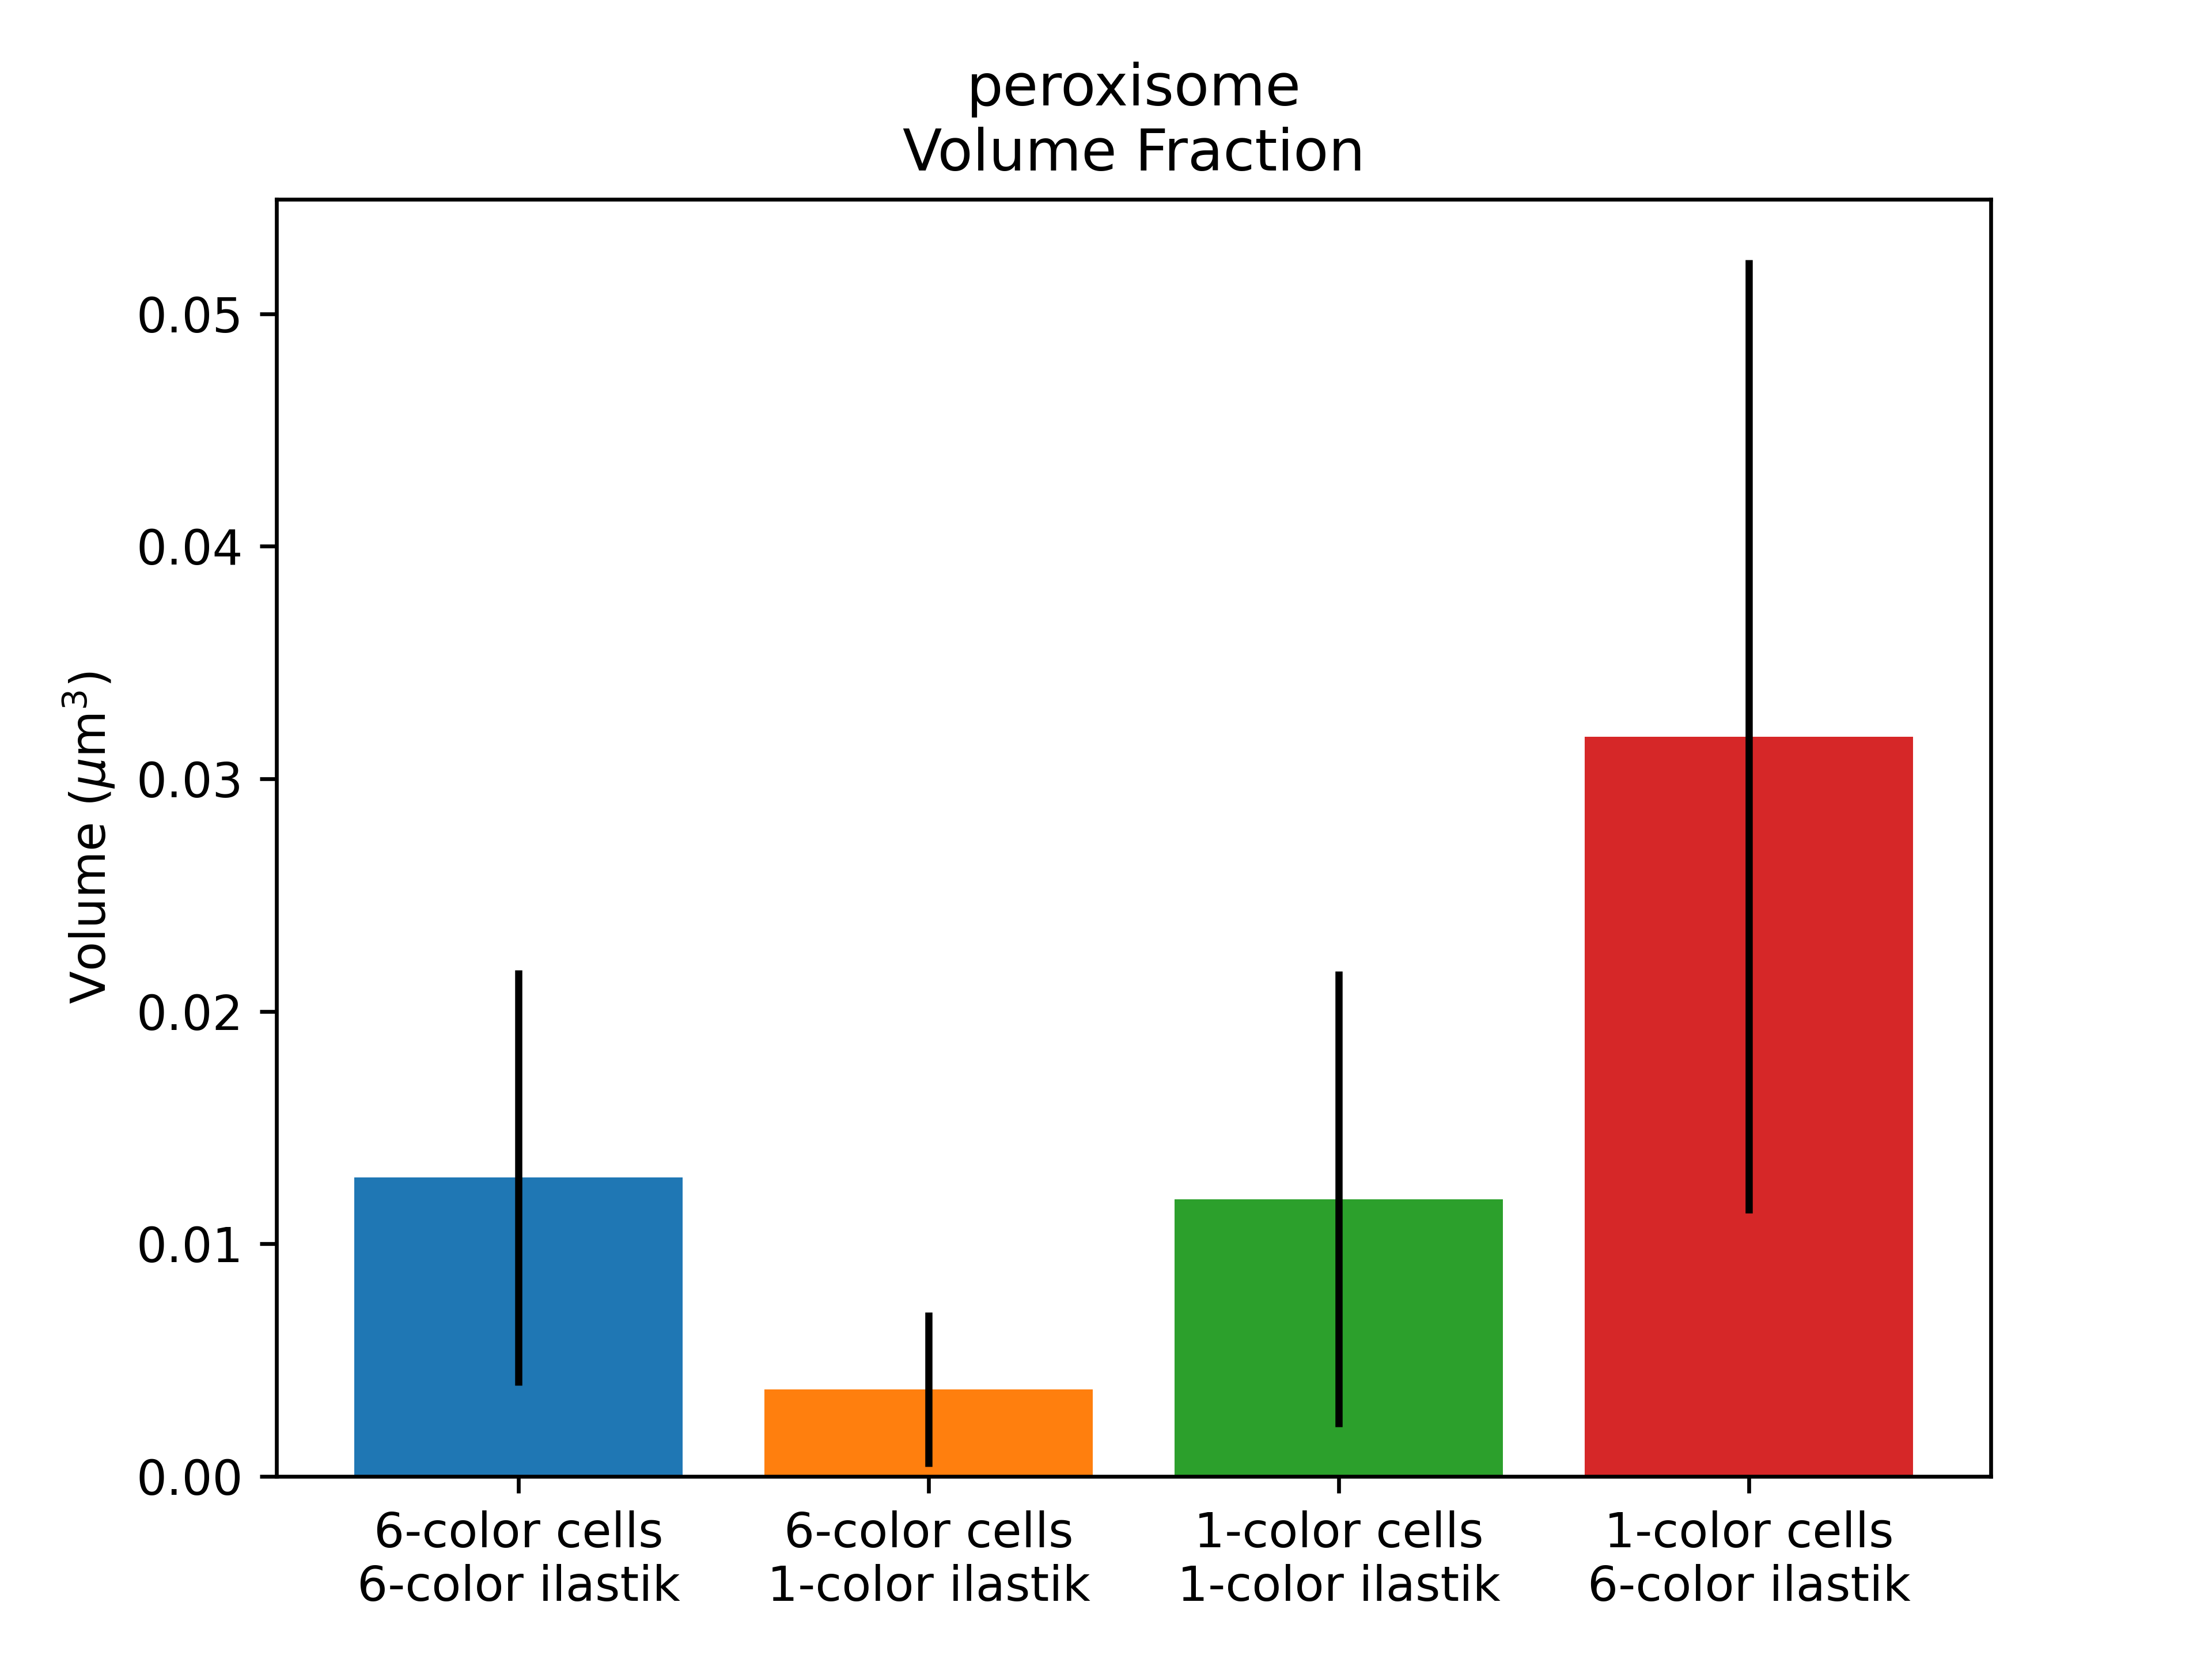 peroxisome
Volume Fraction
Volume (μm³)
0.05
0.04
0.03
0.02
0.01
0.00
6-color cells
6-color ilastik
6-color cells
1-color ilastik
1-color cells
1-color ilastik
1-color cells
6-color ilastik